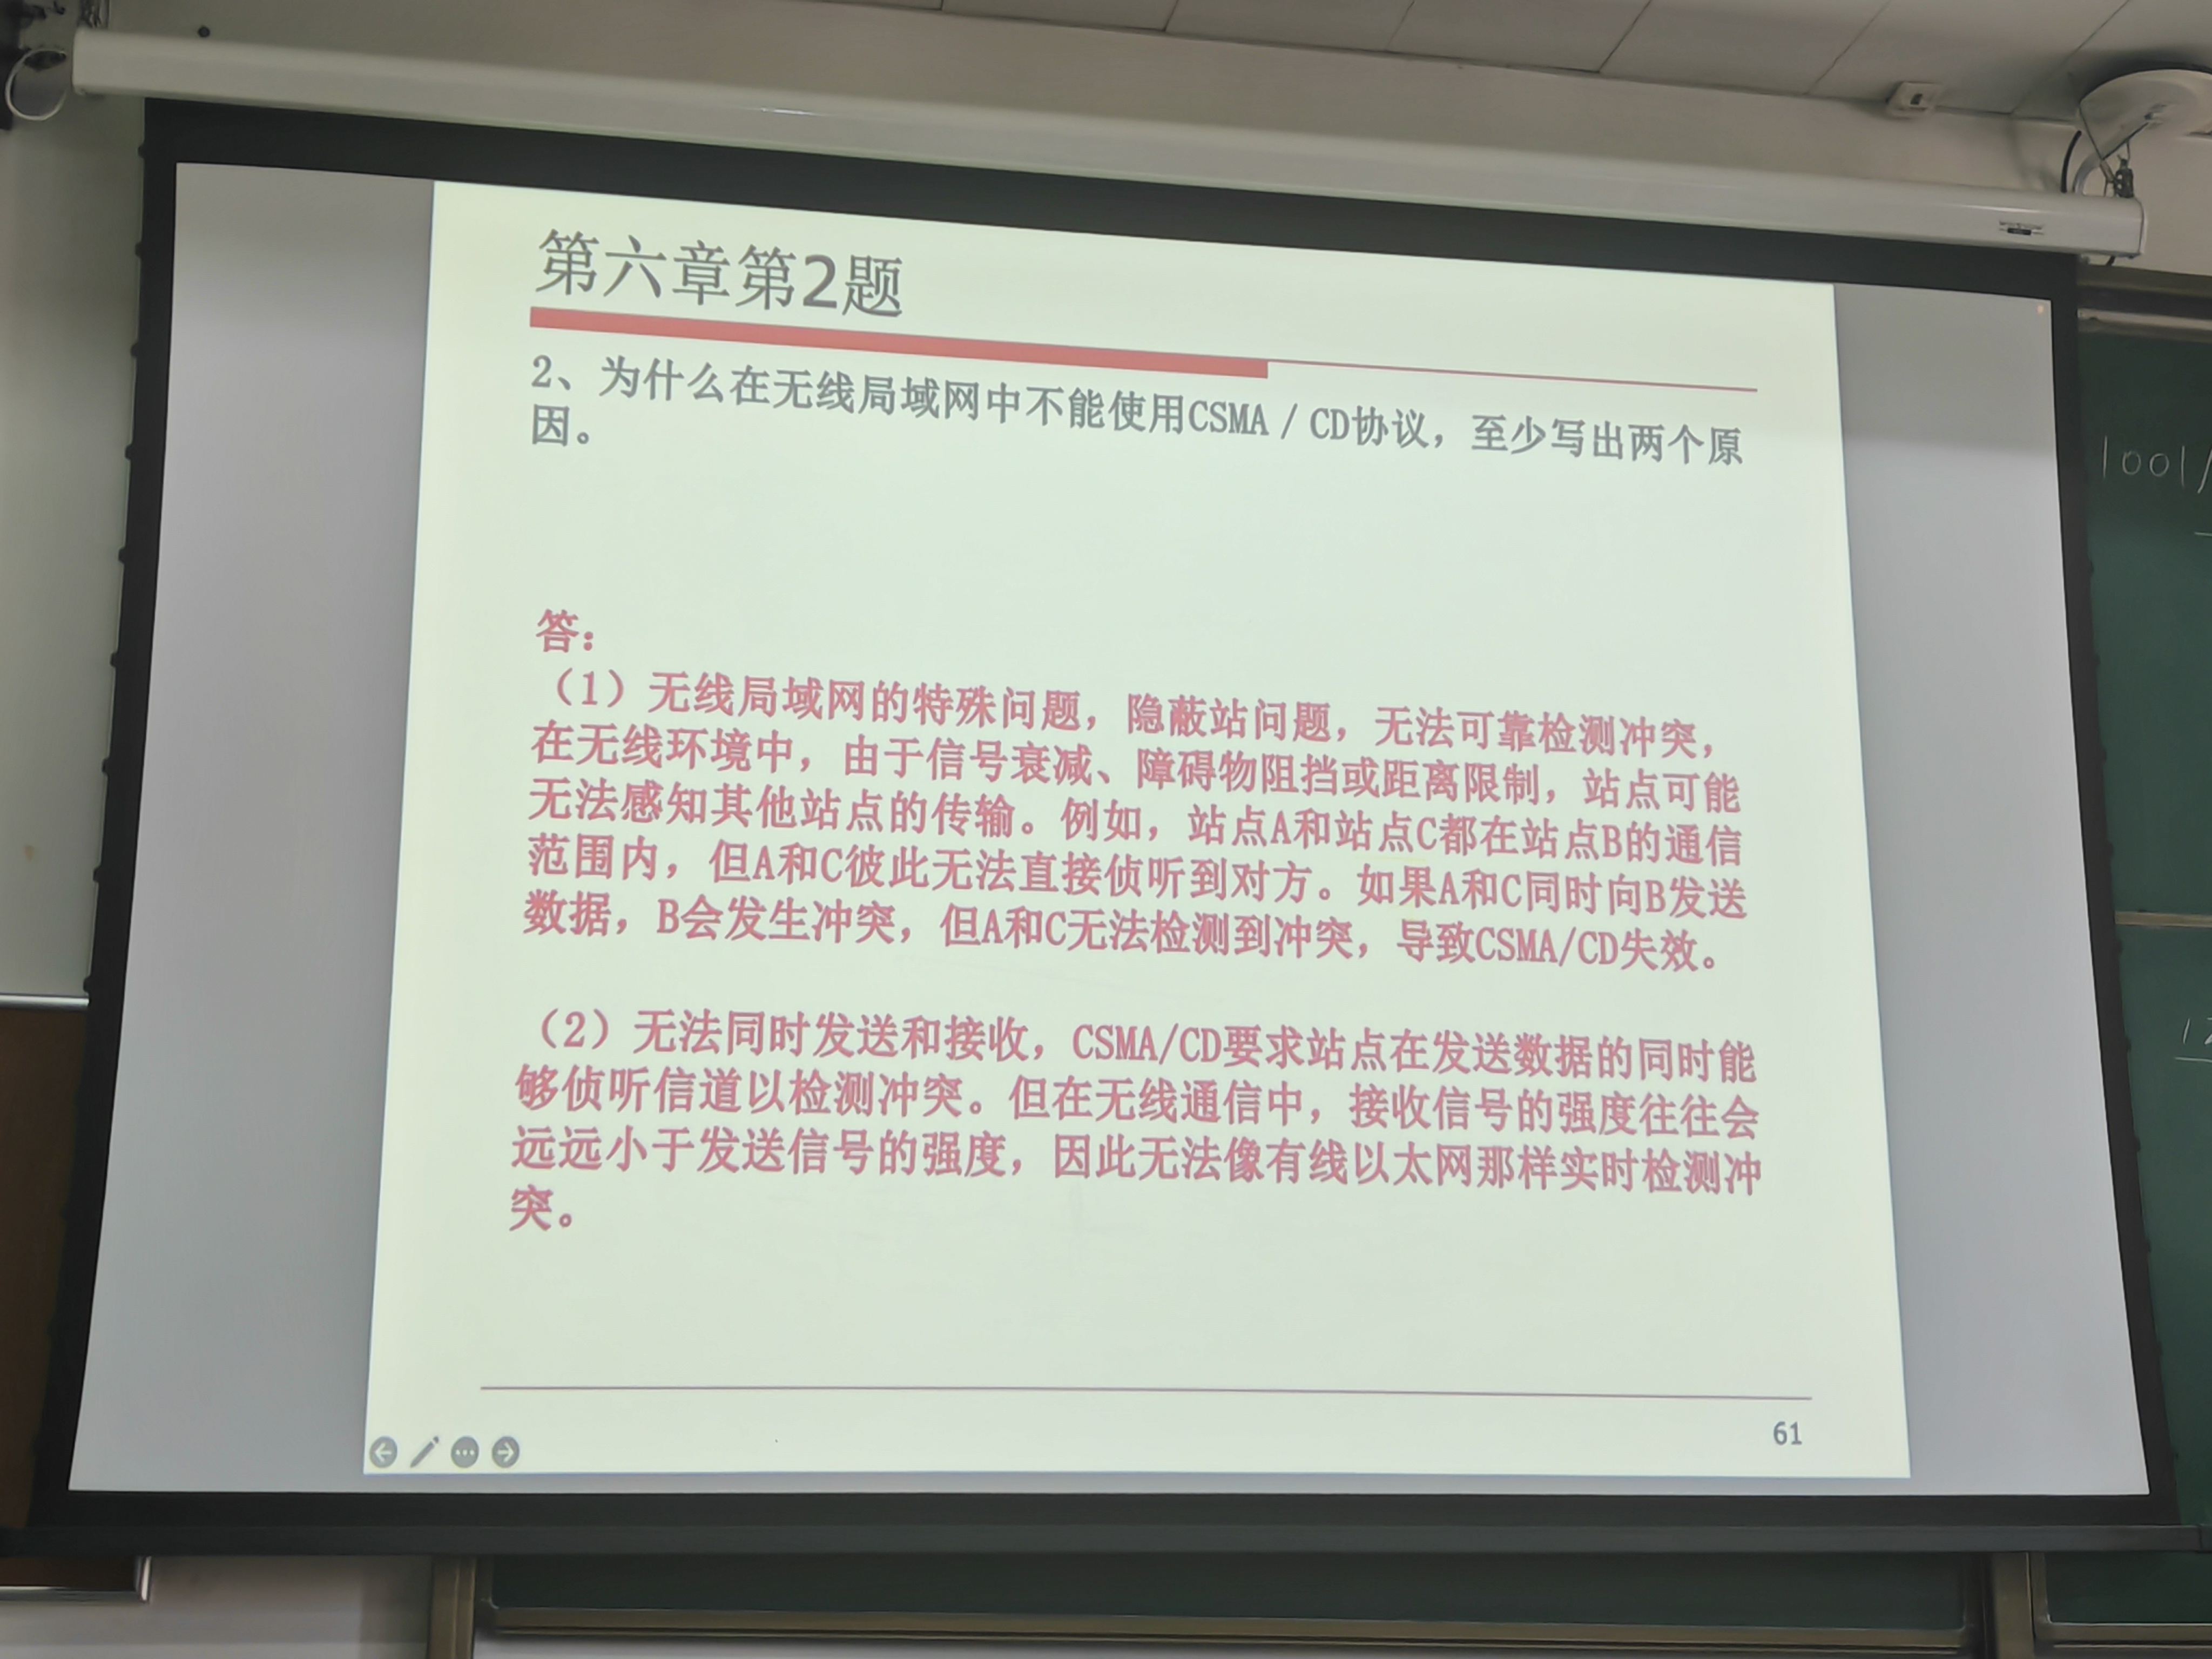 第六章第2题
2、为什么在无线局域网中不能使用CSMA/CD协议，至少写出两个原
因。
答：
（1）无线局域网的特殊问题，隐蔽站问题，无法可靠检测冲突，
在无线环境中，由于信号衰减、障碍物阻挡或距离限制，站点可能
无法感知其他站点的传输。例如，站点A和站点C都在站点B的通信
范围内，但A和C彼此无法直接侦听到对方。如果A和C同时向B发送
数据，B会发生冲突，但A和C无法检测到冲突，导致CSMA/CD失效。
（2）无法同时发送和接收，CSMA/CD要求站点在发送数据的同时能
够侦听信道以检测冲突。但在无线通信中，接收信号的强度往往会
远远小于发送信号的强度，因此无法像有线以太网那样实时检测冲
突。
61
1001/